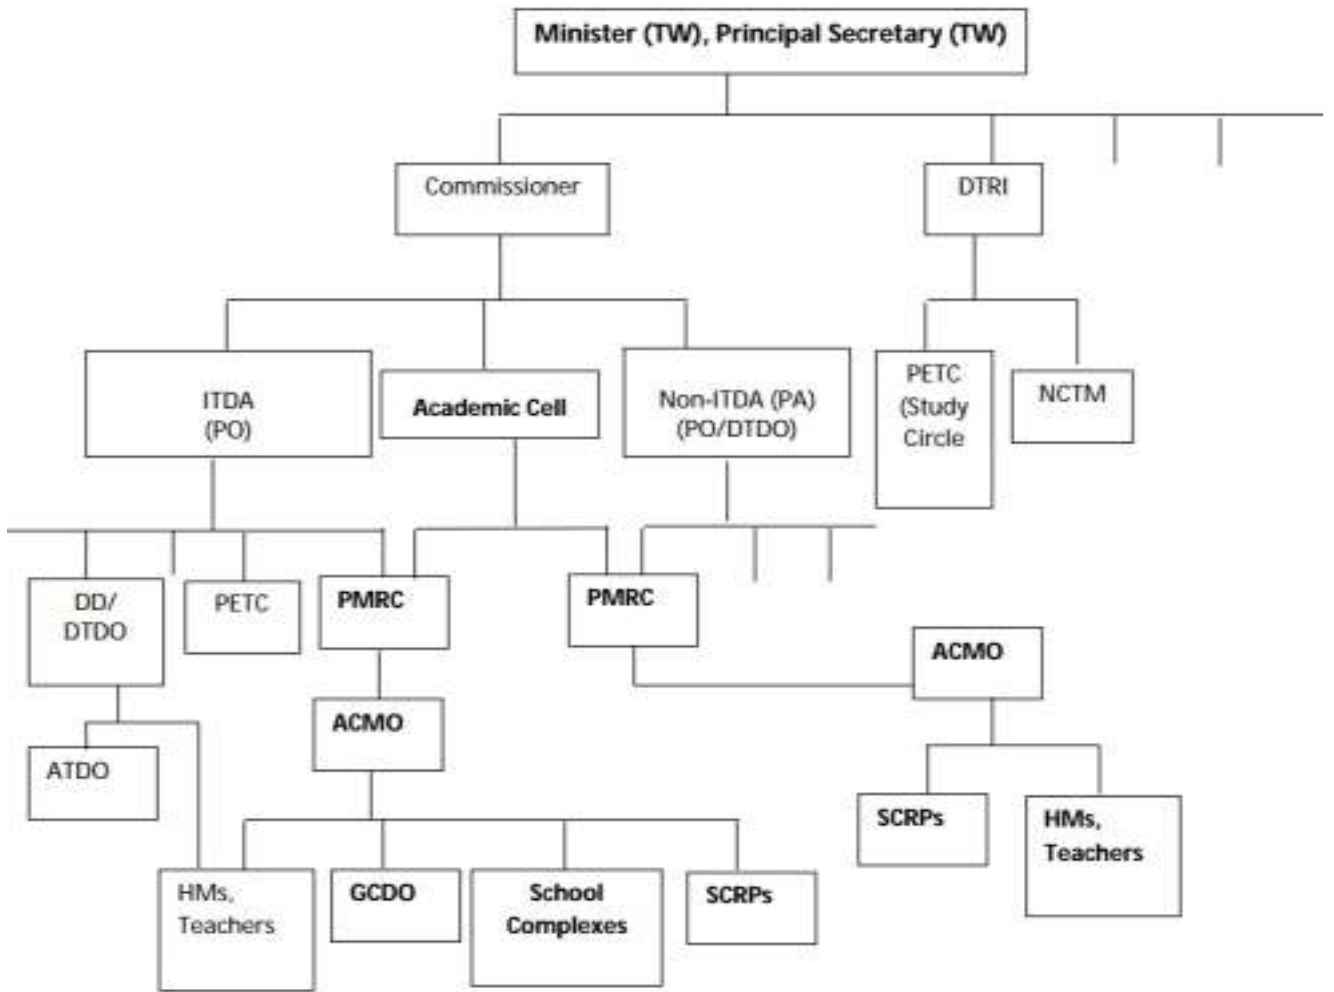 Minister (TW), Principal Secretary (TW)
Commissioner
DTRI
ITDA
(PO)
Academic Cell
Non-ITDA (PA)
(PO/DTDO)
PETC
(Study
Circle
NCTM
DD/
DTDO
PETC
PMRC
PMRC
ACMO
ACMO
ATDO
SCRPs
HMs,
Teachers
HMs,
Teachers
GCDO
School
Complexes
SCRPs